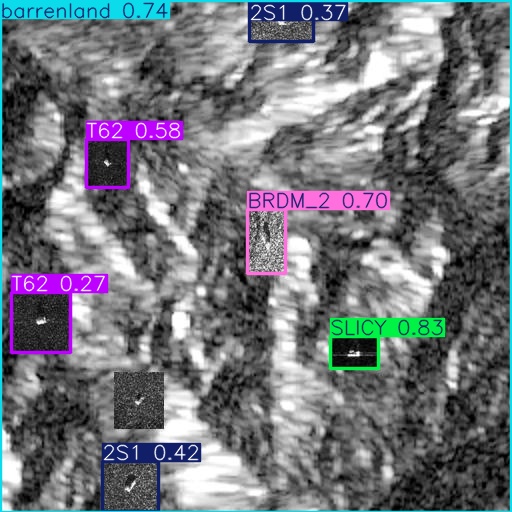 barrenland 0.74
2S1 0.37
T62 0.58
BRDM_2 0.70
T62 0.27
SLICY 0.83
2S1 0.42